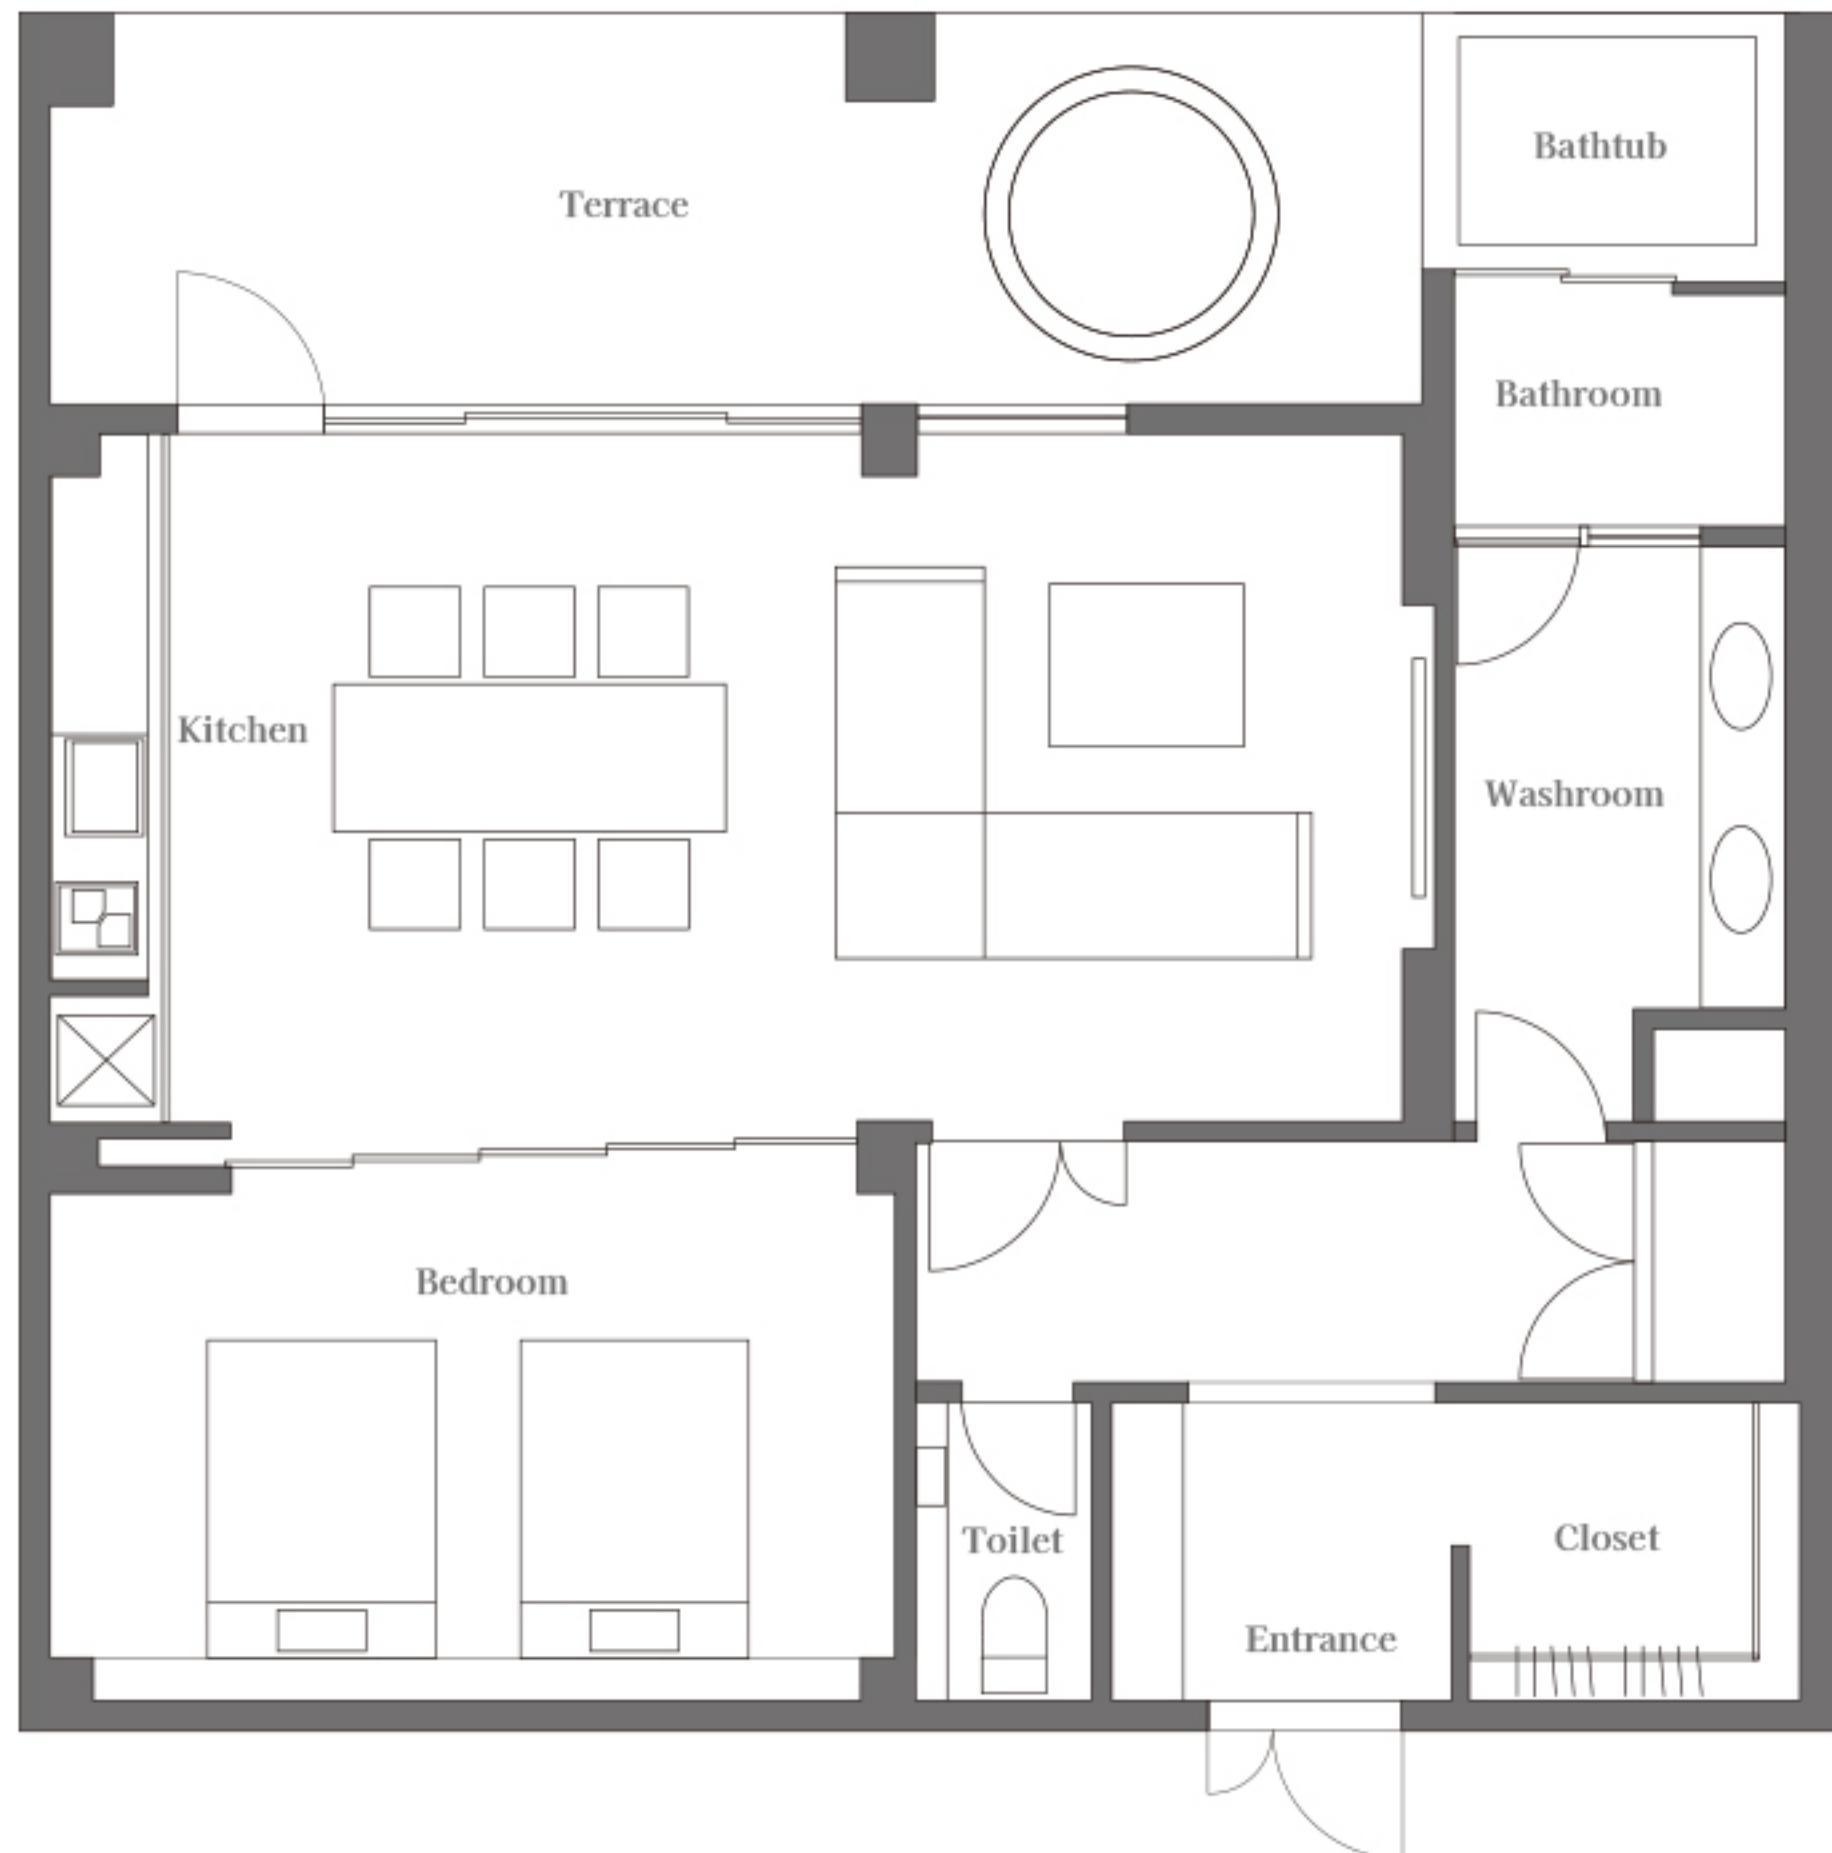 Bathtub
Terrace
Bathroom
Kitchen
Washroom
Bedroom
Toilet
Closet
Entrance